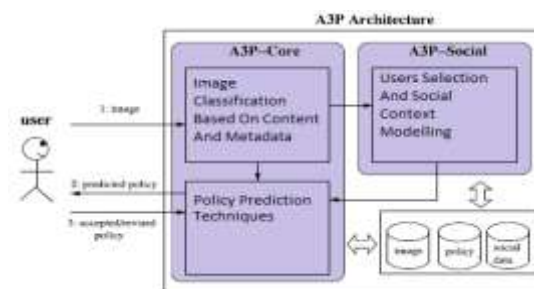 A3P Architecture
A3P–Core
A3P–Social
Image
Classification
Based On Content
And Metadata
Users Selection
And Social
Context
Modelling
user
1: image
2: predicted policy
Policy Prediction
Techniques
3: accepted/revised
policy
image
policy
social
data